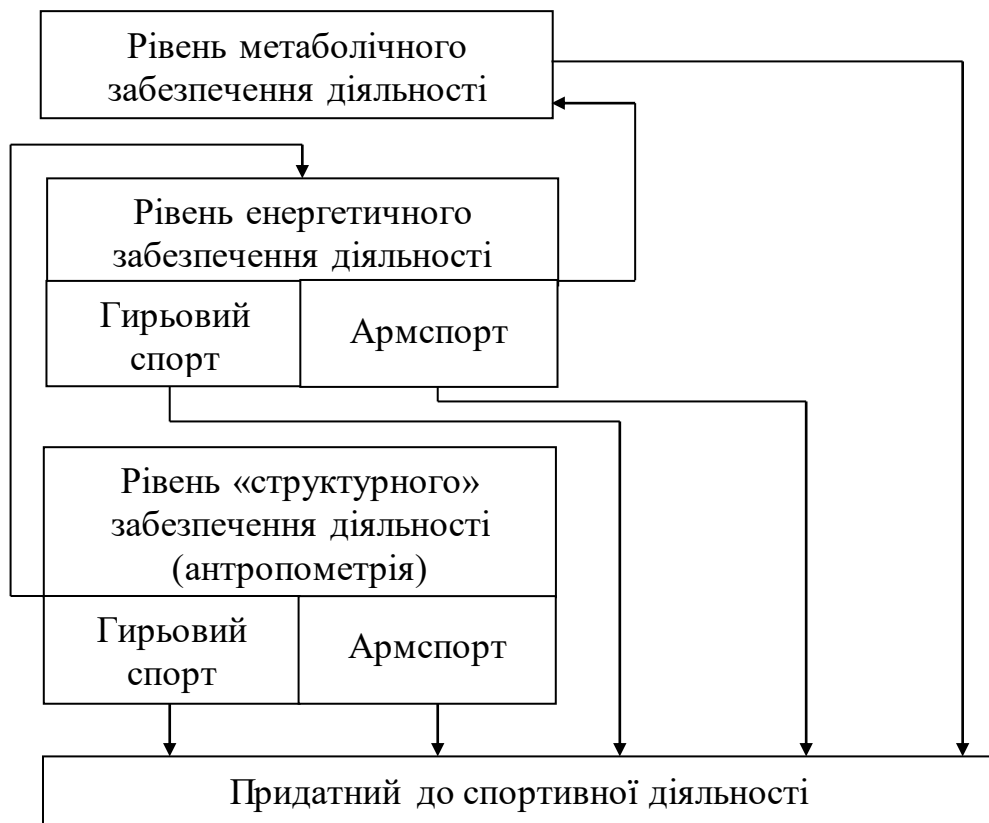 Рівень метаболічного
забезпечення діяльності
Рівень енергетичного
забезпечення діяльності
Гирьовий
спорт
Армспорт
Рівень «структурного»
забезпечення діяльності
(антропометрія)
Гирьовий
спорт
Армспорт
Придатний до спортивної діяльності